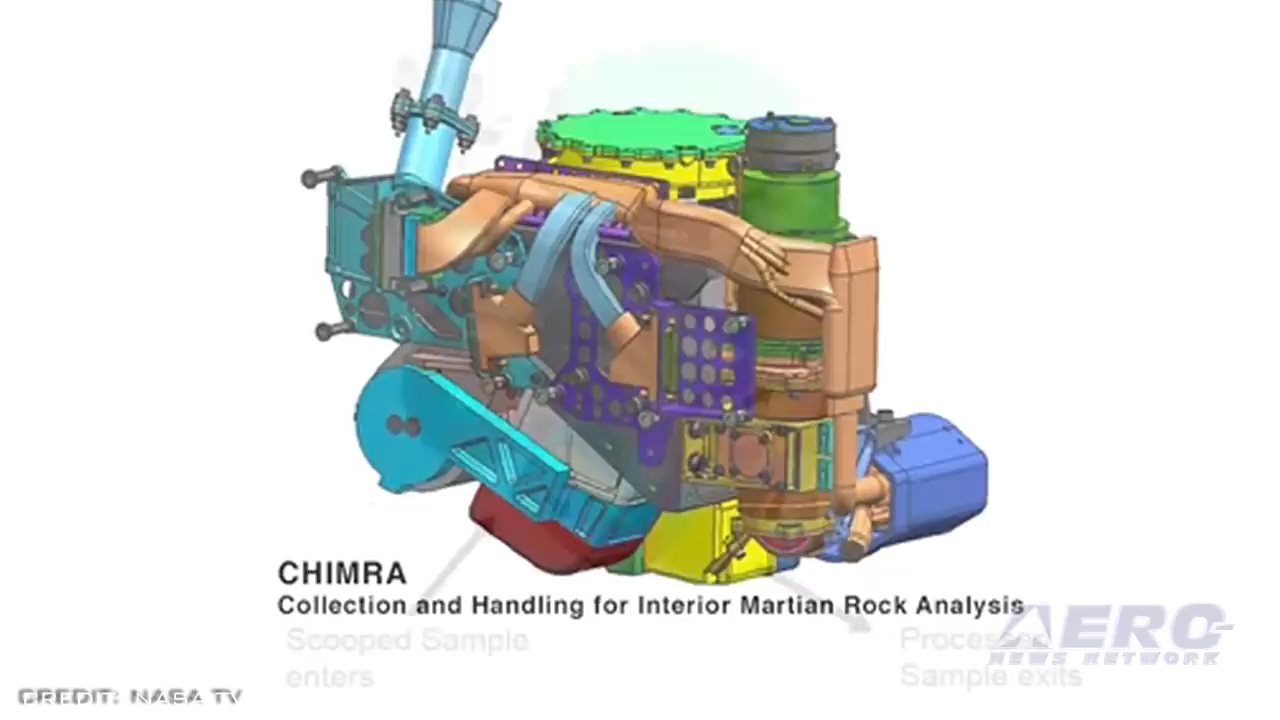 CHIMRA
Collection and Handling for Interior Martian Rock Analysis
Scooped Sample
enters
Processed
Sample exits
AERO
NEWS NETWORK
CREDIT: NASA TV